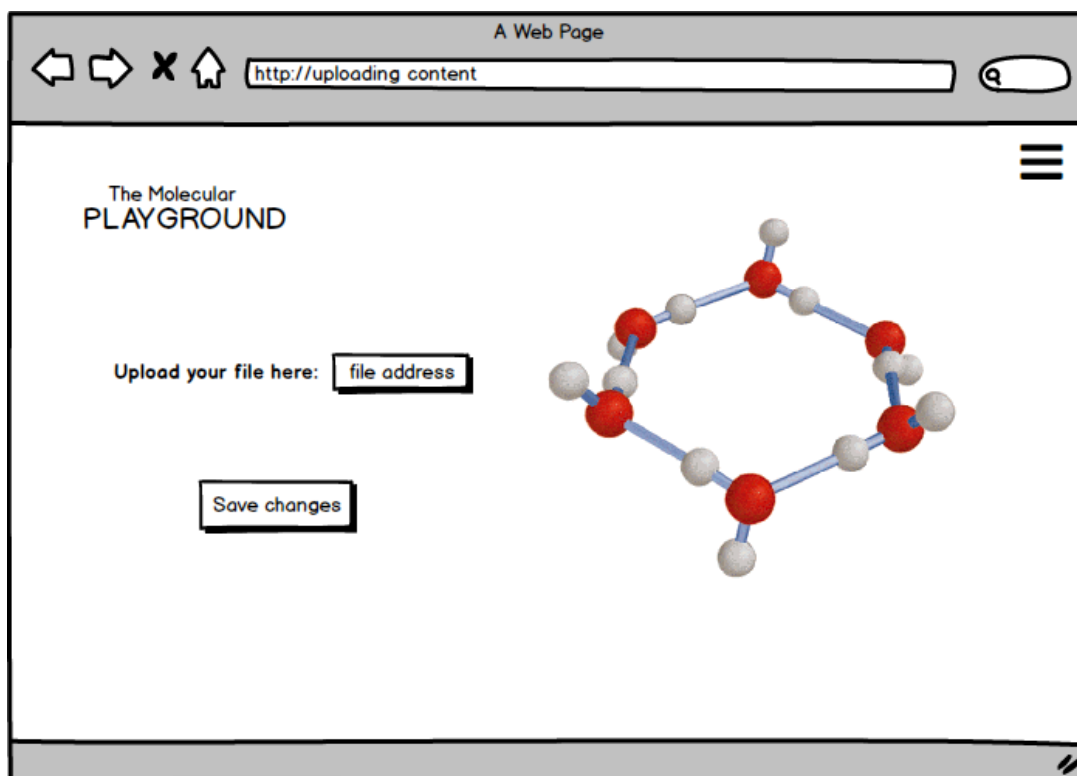 A Web Page
http://uploading content
The Molecular
PLAYGROUND
Upload your file here: file address
Save changes